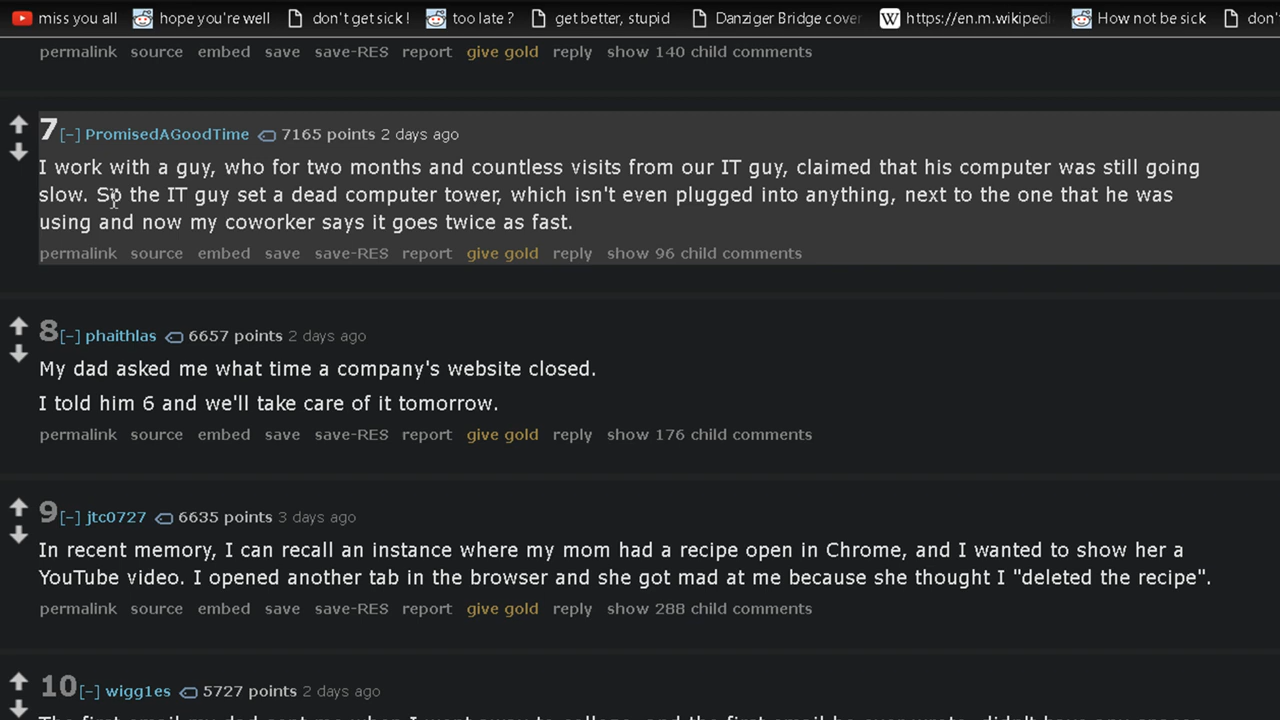 miss you all hope you're well don't get sick ! too late ? get better, stupid Danziger Bridge cover https://en.m.wikipedi How not be sick don'
permalink source embed save save-RES report give gold reply show 140 child comments
7 [-] PromisedAGoodTime 7165 points 2 days ago
I work with a guy, who for two months and countless visits from our IT guy, claimed that his computer was still going
slow. So the IT guy set a dead computer tower, which isn't even plugged into anything, next to the one that he was
using and now my coworker says it goes twice as fast.
permalink source embed save save-RES report give gold reply show 96 child comments
8 [-] phaithlas 6657 points 2 days ago
My dad asked me what time a company's website closed.
I told him 6 and we'll take care of it tomorrow.
permalink source embed save save-RES report give gold reply show 176 child comments
9 [-] jtc0727 6635 points 3 days ago
In recent memory, I can recall an instance where my mom had a recipe open in Chrome, and I wanted to show her a
YouTube video. I opened another tab in the browser and she got mad at me because she thought I "deleted the recipe".
permalink source embed save save-RES report give gold reply show 288 child comments
10 [-] wigg1es 5727 points 2 days ago